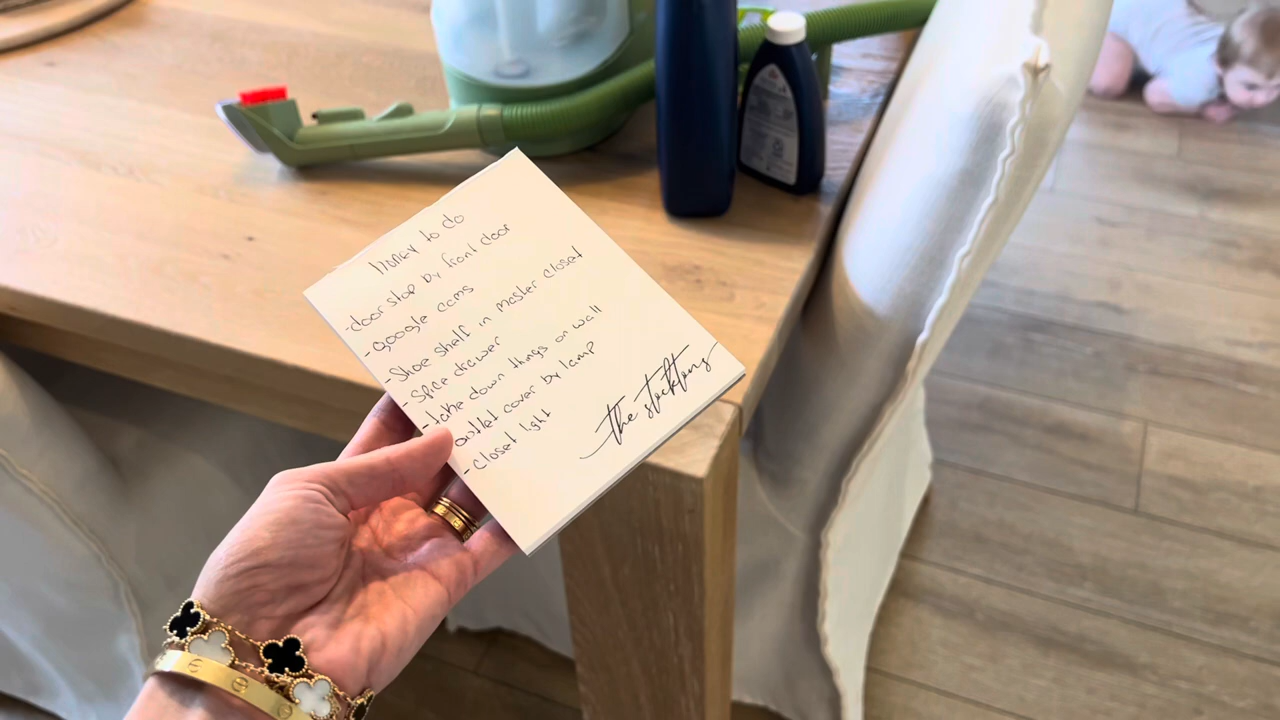 Honey to do
-door stop by front door
-google cams
-Shoe shelf in master closet
-Spice drawer
-take down things on wall
outlet cover by lamp
-Closet light
the stocktons